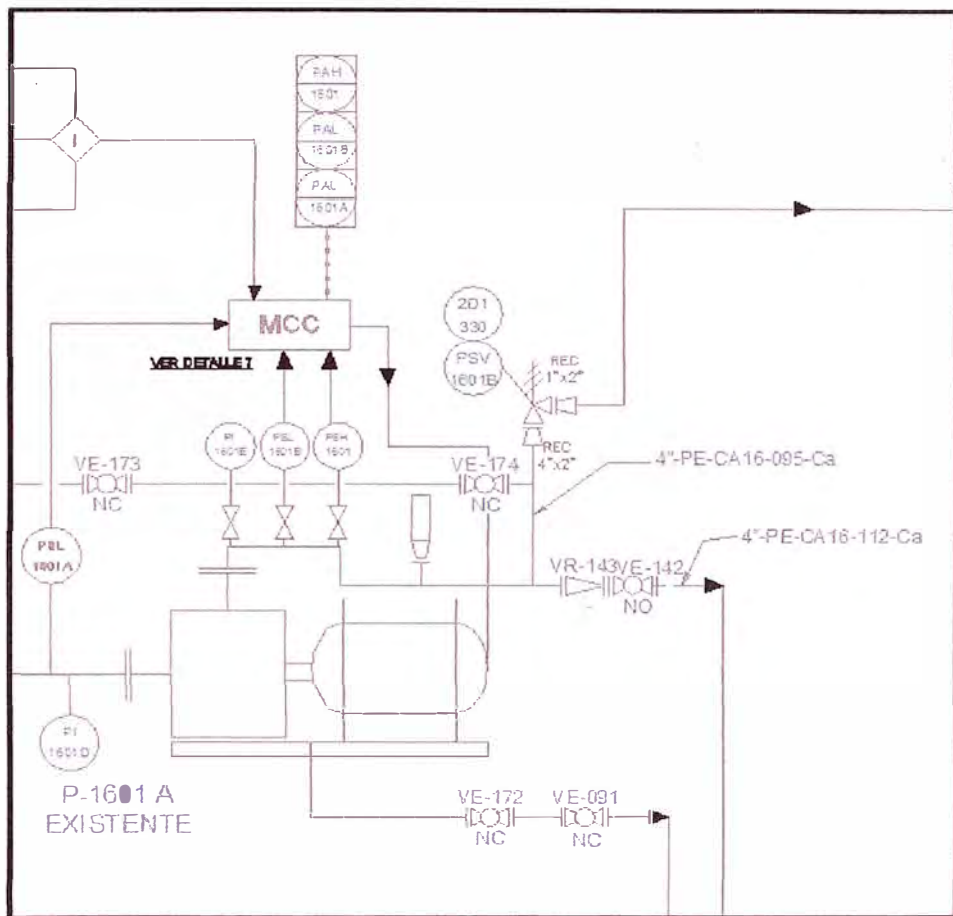 PAH
1601
I
PAL
1601B
PAL
1601A
MCC
VER DETALLE 7
2D1
330
PSV
1601B
REC
1"x2"
REC
4"x2"
PI
1601E
PSL
1601B
PSH
1601
VE-173
NC
VE-174
NC
4"-PE-CA16-095-Ca
PSL
1601A
4"-PE-CA16-112-Ca
VR-143
VE-142
NO
PI
1601D
P-1601 A
EXISTENTE
VE-172
NC
VE-091
NC